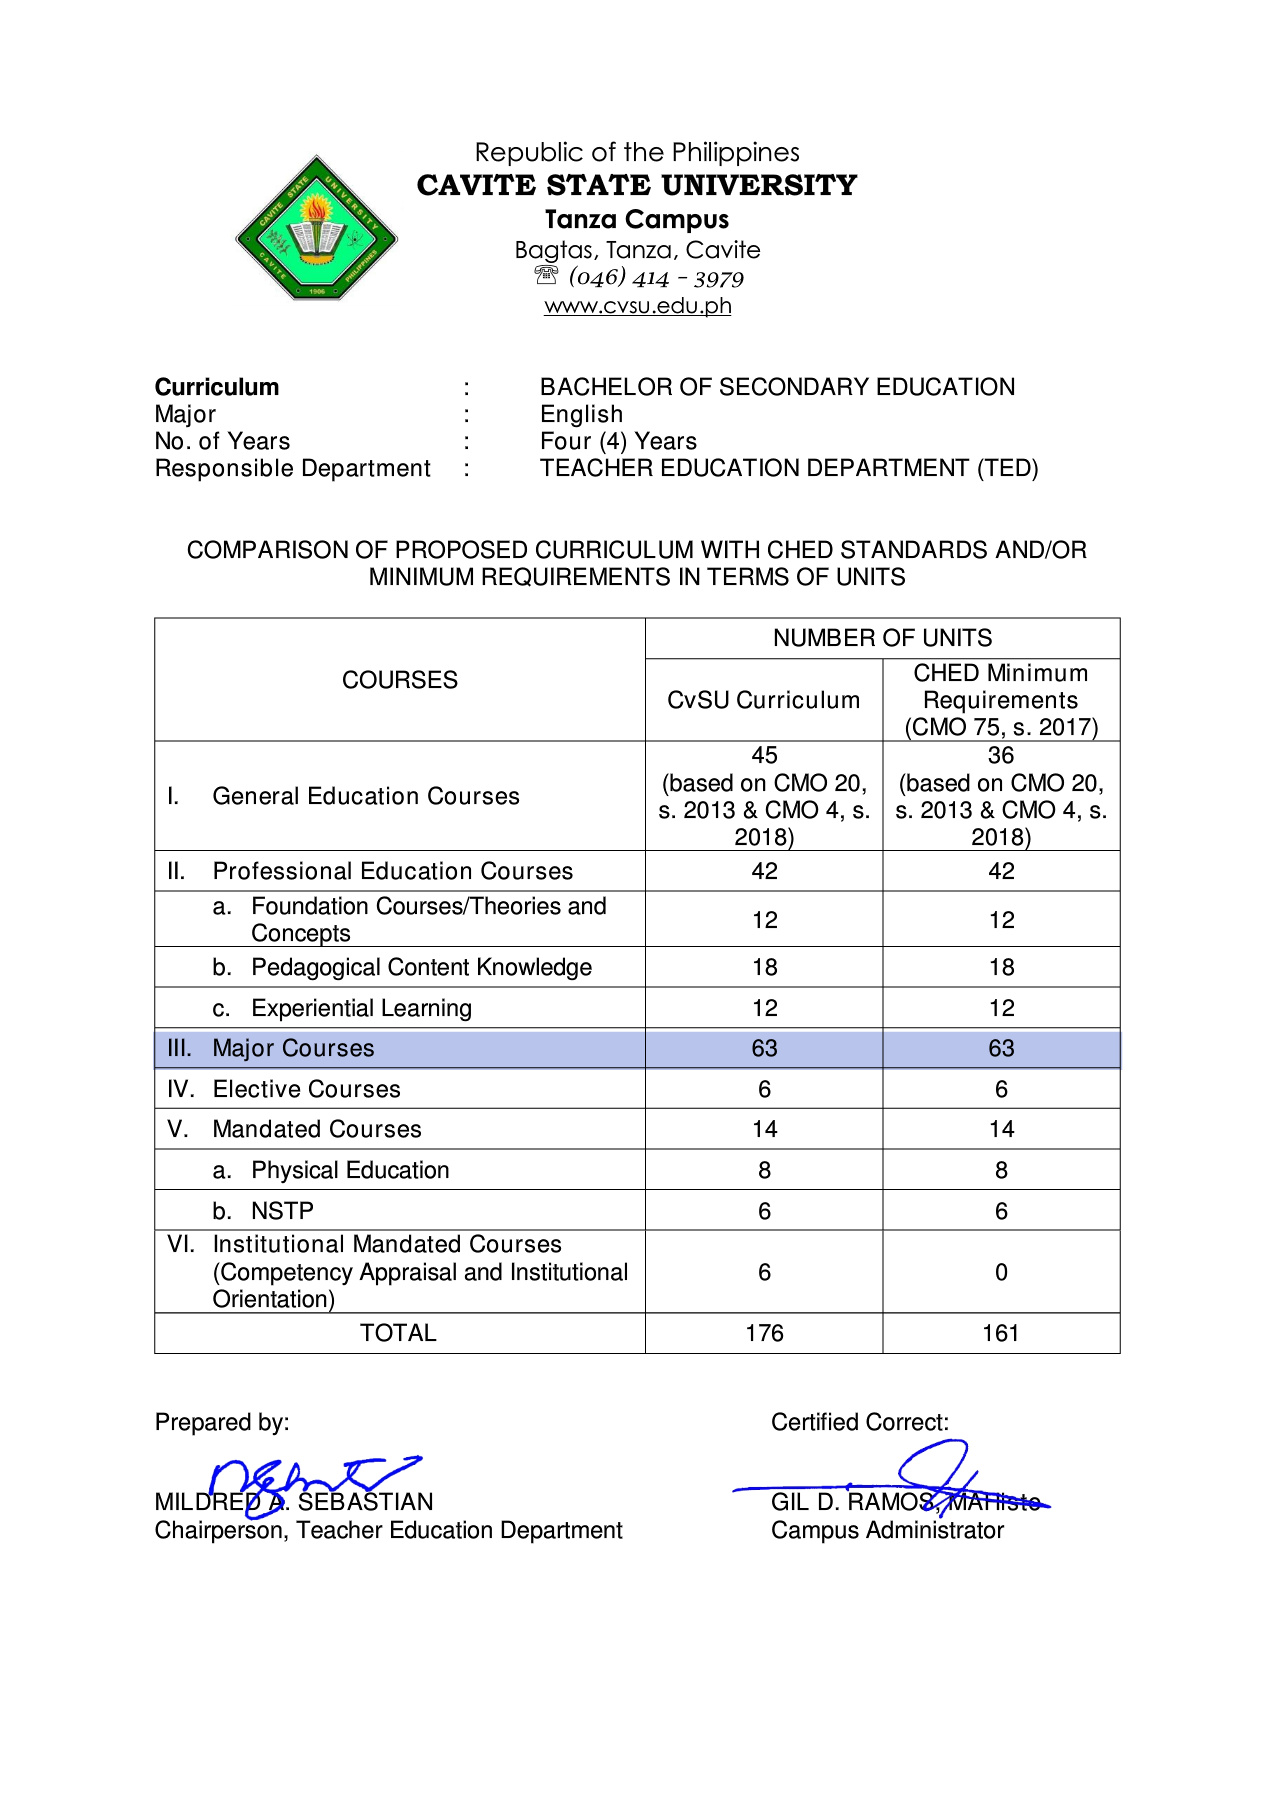 Republic of the Philippines
CAVITE STATE UNIVERSITY
Tanza Campus
Bagtas, Tanza, Cavite
☏ (046) 414 - 3979
www.cvsu.edu.ph
CAVITE STATE UNIVERSITY
CAVITE PHILIPPINES
1906
Curriculum : BACHELOR OF SECONDARY EDUCATION
Major : English
No. of Years : Four (4) Years
Responsible Department : TEACHER EDUCATION DEPARTMENT (TED)
COMPARISON OF PROPOSED CURRICULUM WITH CHED STANDARDS AND/OR
MINIMUM REQUIREMENTS IN TERMS OF UNITS
COURSES
NUMBER OF UNITS
CvSU Curriculum
CHED Minimum
Requirements
(CMO 75, s. 2017)
I. General Education Courses
45
(based on CMO 20,
s. 2013 & CMO 4, s.
2018)
36
(based on CMO 20,
s. 2013 & CMO 4, s.
2018)
II. Professional Education Courses 42 42
a. Foundation Courses/Theories and
Concepts
12 12
b. Pedagogical Content Knowledge 18 18
c. Experiential Learning 12 12
III. Major Courses 63 63
IV. Elective Courses 6 6
V. Mandated Courses 14 14
a. Physical Education 8 8
b. NSTP 6 6
VI. Institutional Mandated Courses
(Competency Appraisal and Institutional
Orientation)
6 0
TOTAL 176 161
Prepared by: Certified Correct:
MILDRED A. SEBASTIAN GIL D. RAMOS, MAHisto
Chairperson, Teacher Education Department Campus Administrator